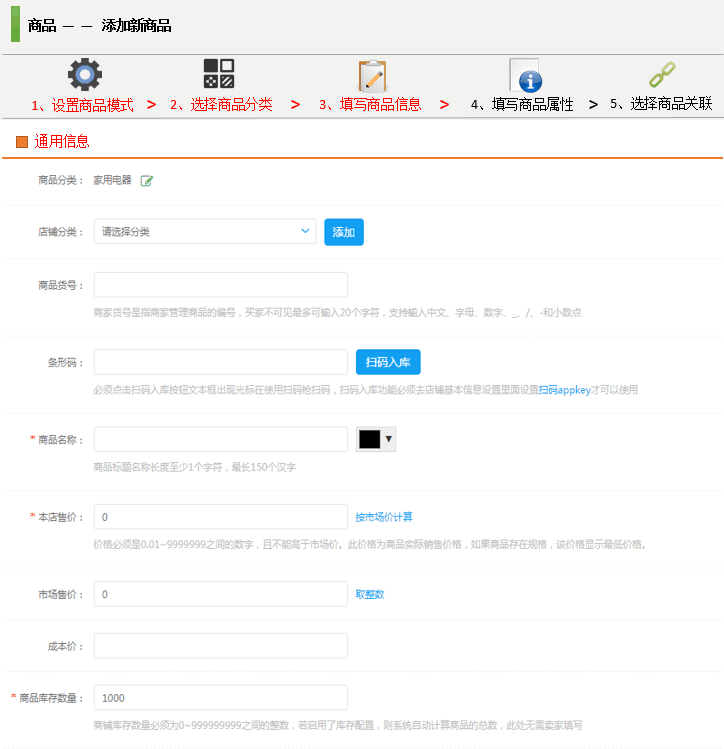 商品 — — 添加新商品
1、设置商品模式 > 2、选择商品分类 > 3、填写商品信息 > 4、填写商品属性 > 5、选择商品关联
通用信息
商品分类： 家用电器
店铺分类： 请选择分类 添加
商品货号：
商家货号是指商家管理商品的编号，买家不可见最多可输入20个字符，支持输入中文、字母、数字、_、/、-和小数点
条形码： 扫码入库
必须点击扫码入库按钮文本框出现光标在使用扫码枪扫码，扫码入库功能必须去店铺基本信息设置里面设置扫码appkey才可以使用
* 商品名称：
商品标题名称长度至少1个字符，最长150个汉字
* 本店售价： 0 按市场价计算
价格必须是0.01~9999999之间的数字，且不能高于市场价。此价格为商品实际销售价格，如果商品存在规格，该价格显示最低价格。
市场售价： 0 取整数
成本价：
* 商品库存数量： 1000
商铺库存数量必须为0~999999999之间的整数，若启用了库存配置，则系统自动计算商品的总数，此处无需卖家填写